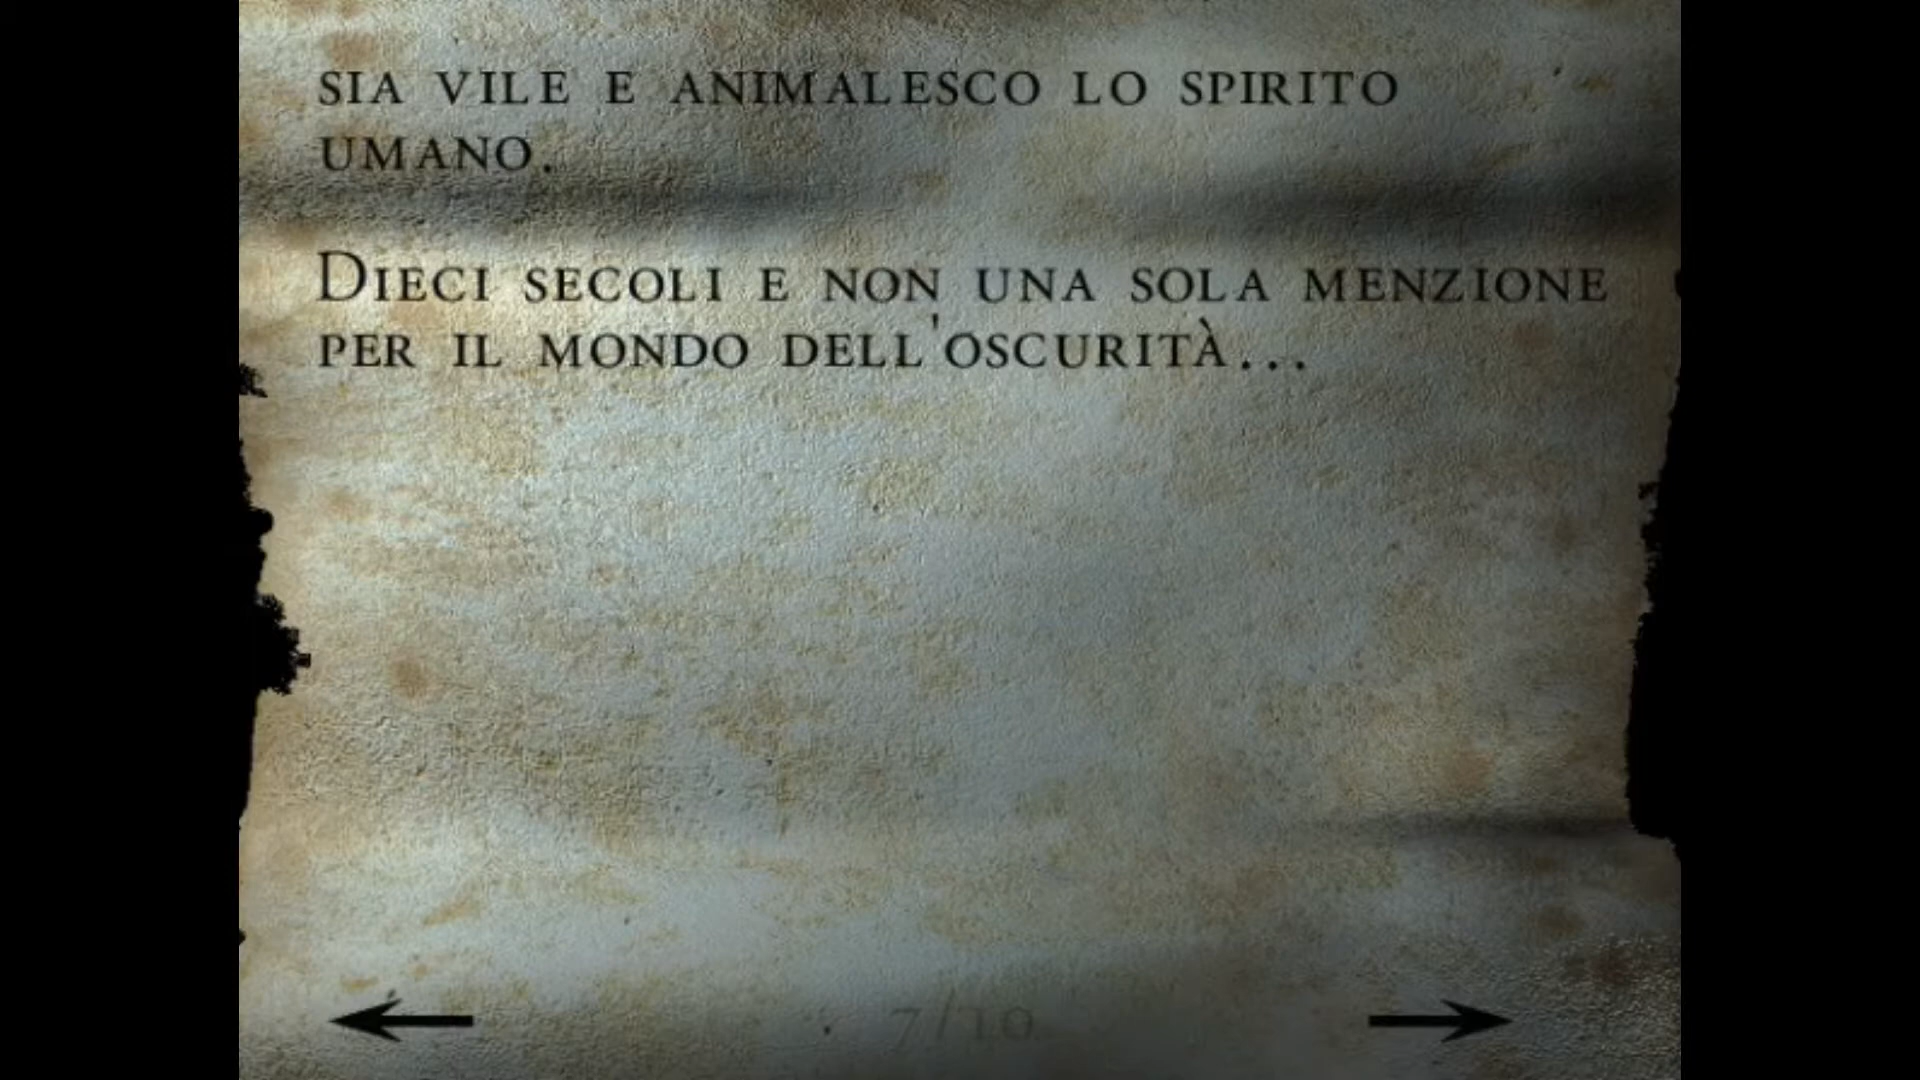 SIA VILE E ANIMALESCO LO SPIRITO
UMANO.
DIECI SECOLI E NON UNA SOLA MENZIONE
PER IL MONDO DELL'OSCURITÀ...
7/10